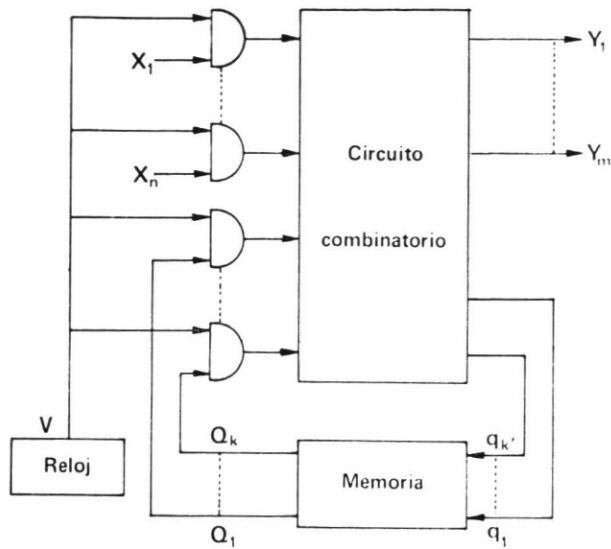 X₁
Xₙ
Circuito
combinatorio
Y₁
Yₘ
V
Reloj
Qₖ
Q₁
Memoria
qₖ'
q₁